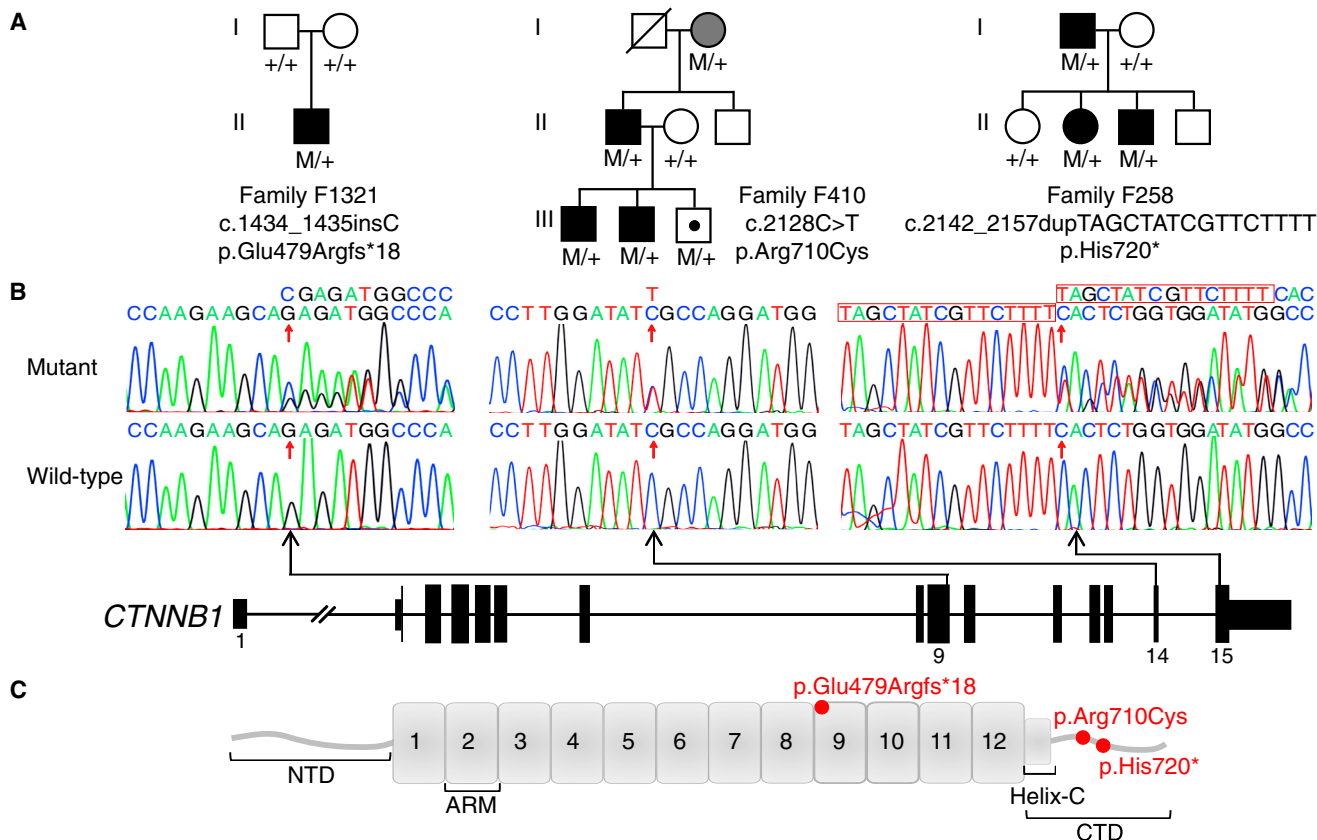 A
I
+/+ +/+
II
M/+
Family F1321
c.1434_1435insC
p.Glu479Argfs*18
I
M/+
II
M/+ +/+
III
M/+ M/+ M/+
Family F410
c.2128C>T
p.Arg710Cys
I
M/+ +/+
II
+/+ M/+ M/+
Family F258
c.2142_2157dupTAGCTATCGTTCTTTT
p.His720*
B
Mutant
CGAGATGGCCC
CCAAGAAGCAGAGATGGCCCA
T
CCTTGGATATCGCCAGGATGG
TAGCTATCGTTCTTTTCAC
TAGCTATCGTTCTTTTCACTCTGGTGGATATGGCC
Wild-type
CCAAGAAGCAGAGATGGCCCA
CCTTGGATATCGCCAGGATGG
TAGCTATCGTTCTTTTCACTCTGGTGGATATGGCC
CTNNB1
1 9 14 15
C
p.Glu479Argfs*18
p.Arg710Cys
p.His720*
1 2 3 4 5 6 7 8 9 10 11 12
NTD
ARM
Helix-C
CTD